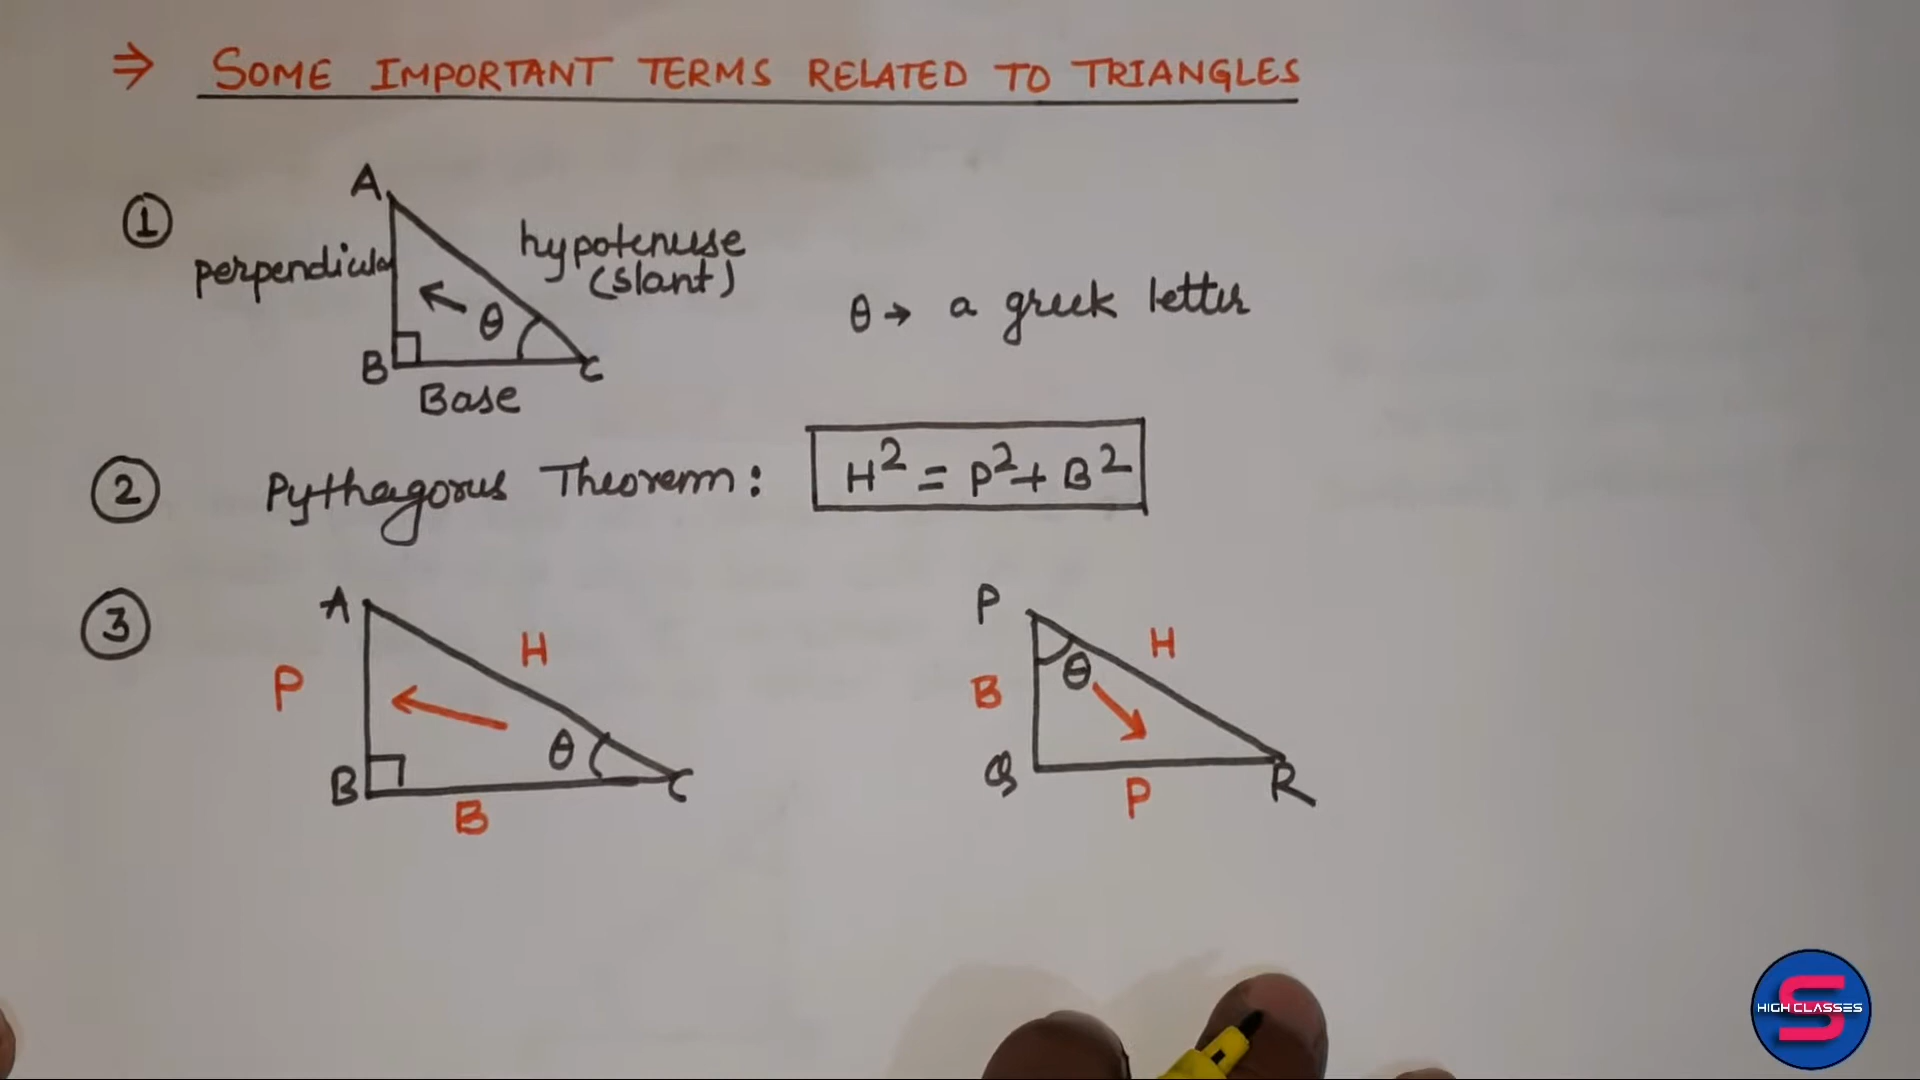 ⇒ SOME IMPORTANT TERMS RELATED TO TRIANGLES
①
A
perpendicular
hypotenuse
(slant)
θ
B
C
Base
θ → a greek letter
② Pythagorus Theorem: H² = P² + B²
③
A
H
P
θ
B
C
B
P
H
θ
B
Q
R
P
S
HIGH CLASSES